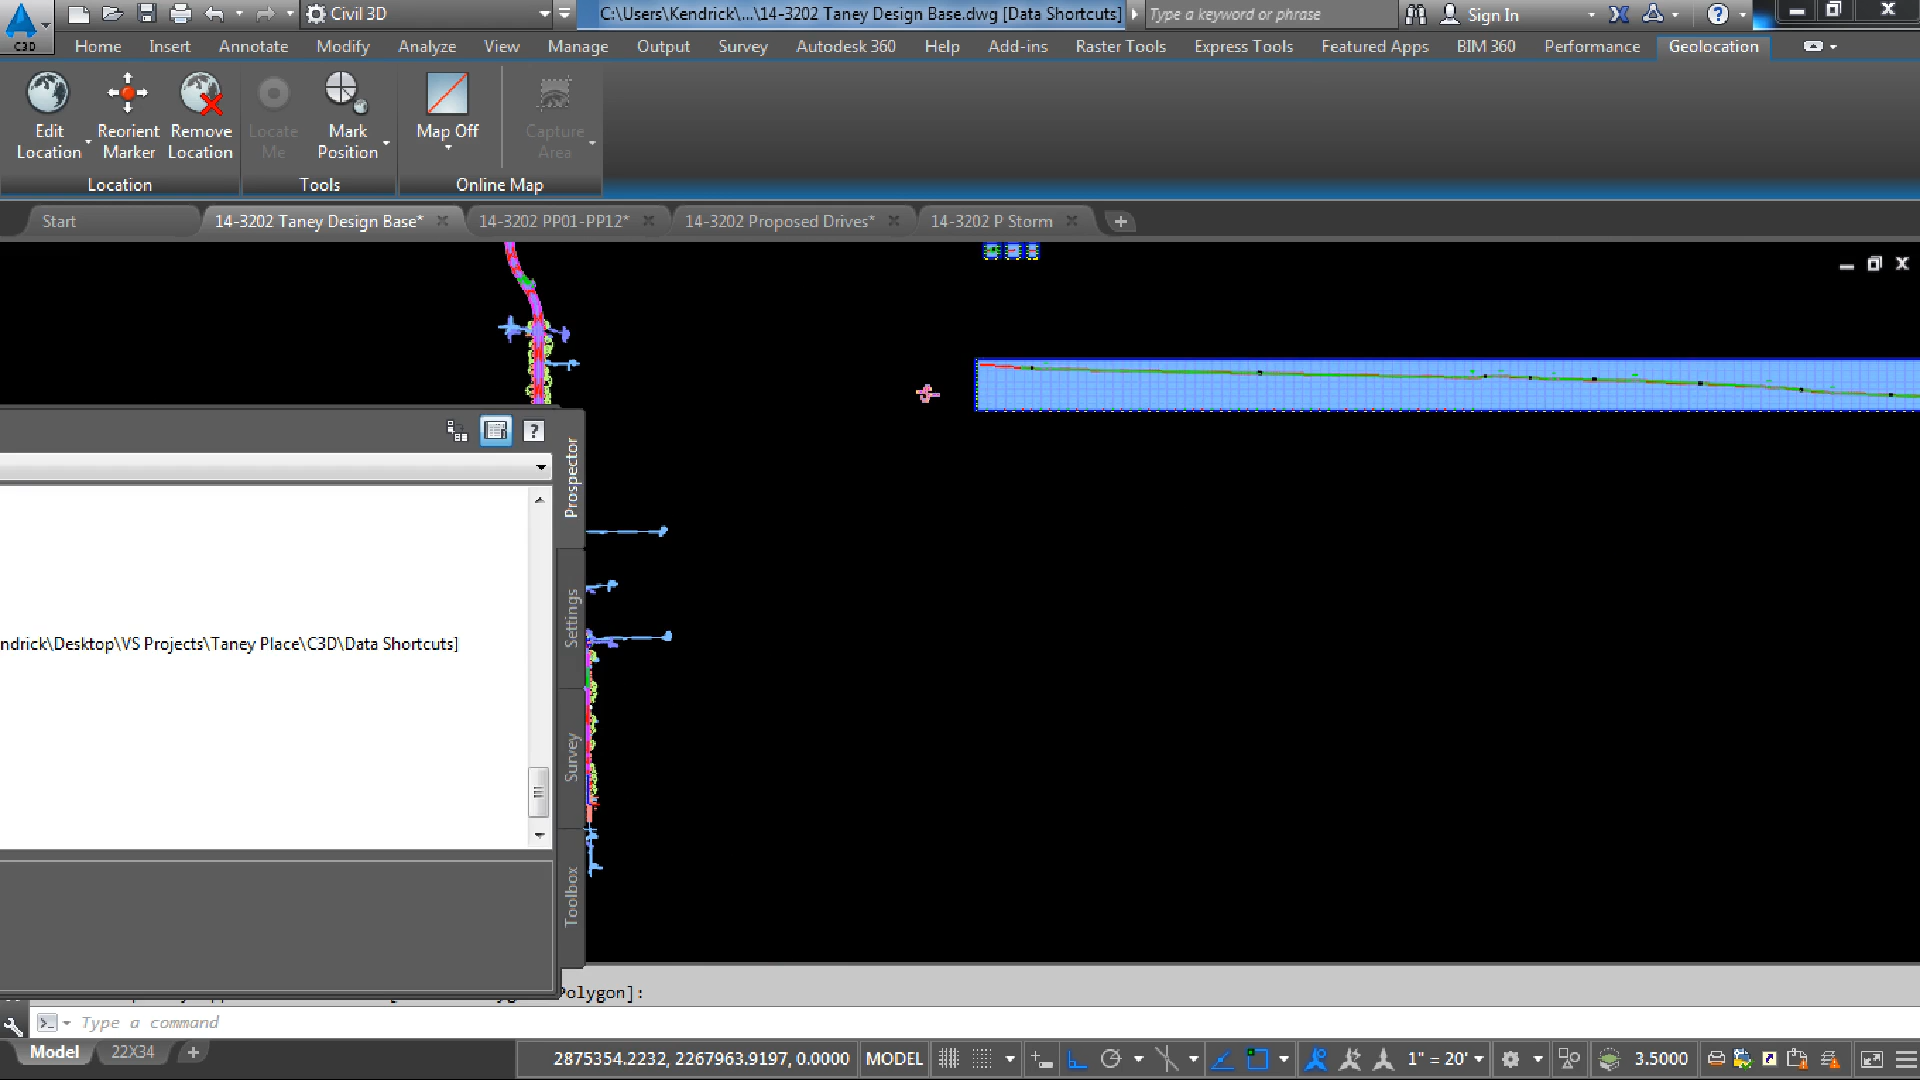 Civil 3D
C:\Users\Kendrick\...\14-3202 Taney Design Base.dwg [Data Shortcuts]
Type a keyword or phrase
Sign In
C3D
Home Insert Annotate Modify Analyze View Manage Output Survey Autodesk 360 Help Add-ins Raster Tools Express Tools Featured Apps BIM 360 Performance Geolocation
Edit Location
Reorient Marker
Remove Location
Locate Me
Mark Position
Map Off
Capture Area
Location
Tools
Online Map
Start
14-3202 Taney Design Base*
14-3202 PP01-PP12*
14-3202 Proposed Drives*
14-3202 P Storm
Prospector
Settings
Survey
Toolbox
ndrick\Desktop\VS Projects\Taney Place\C3D\Data Shortcuts]
Polygon]:
Type a command
Model
22X34
2875354.2232, 2267963.9197, 0.0000
MODEL
1" = 20'
3.5000